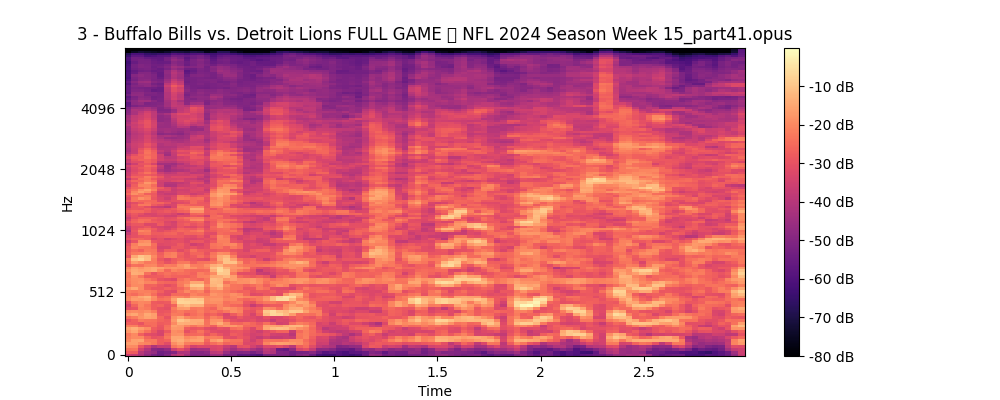 3 - Buffalo Bills vs. Detroit Lions FULL GAME ▯ NFL 2024 Season Week 15_part41.opus
Hz
4096
2048
1024
512
0
0
0.5
1
1.5
2
2.5
Time
-10 dB
-20 dB
-30 dB
-40 dB
-50 dB
-60 dB
-70 dB
-80 dB